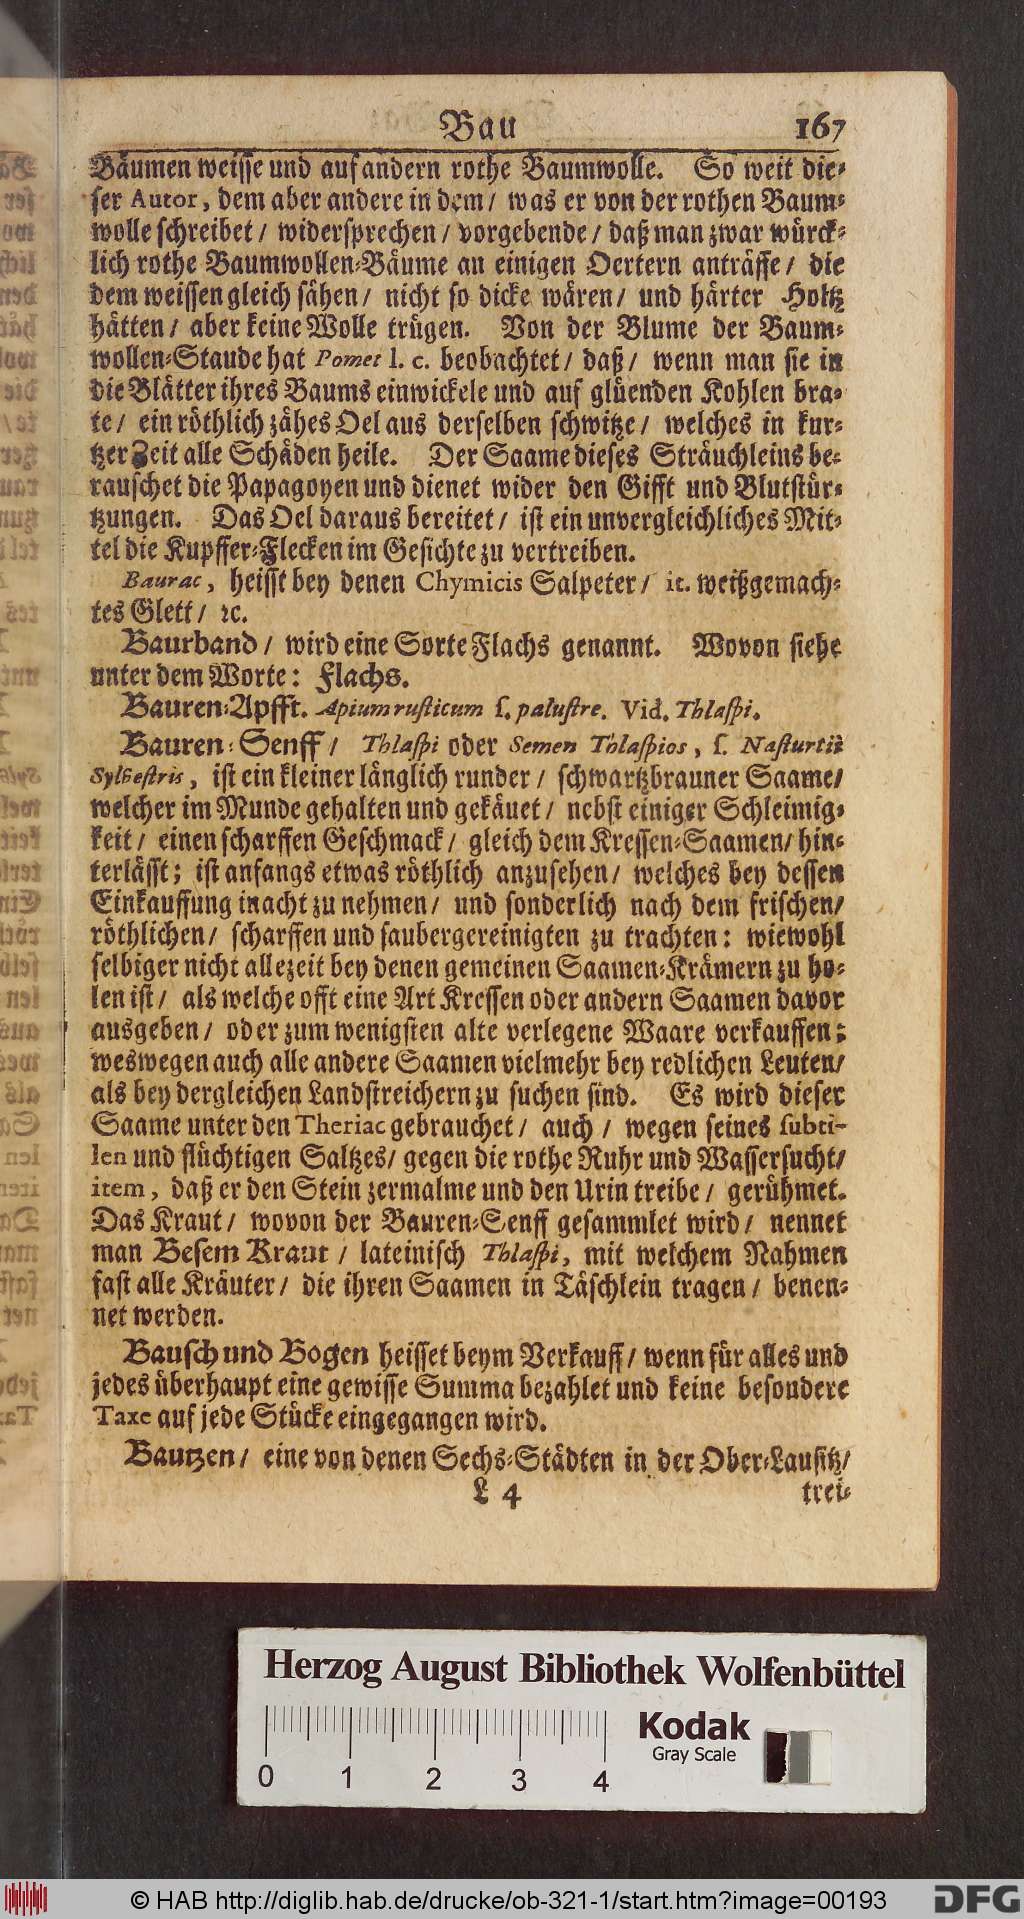 Bau 167
Bäumen weisse und auf andern rothe Baumwolle. So weit die-
ser Autor, dem aber andere in dem / was er von der rothen Baum-
wolle schreibet / widersprechen / vorgebende / daß man zwar würck-
lich rothe Baumwollen-Bäume an einigen Oertern anträffe / die
dem weissen gleich sähen / nicht so dicke wären / und härter Holtz
hätten / aber keine Wolle trügen. Von der Blume der Baum-
wollen-Staude hat Pomet l. c. beobachtet / daß / wenn man sie in
die Blätter ihres Baums einwickele und auf glüenden Kohlen bra-
te / ein röthlich zähes Oel aus derselben schwitze / welches in kur-
tzer Zeit alle Schäden heile. Der Saame dieses Sträuchleins be-
rauschet die Papagoyen und dienet wider den Gifft und Blutstür-
tzungen. Das Oel daraus bereitet / ist ein unvergleichliches Mit-
tel die Kupffer-Flecken im Gesichte zu vertreiben.
Baurac, heisst bey denen Chymicis Salpeter / it. weißgemach-
tes Glett / ꝛc.
Baurband / wird eine Sorte Flachs genannt. Wovon siehe
unter dem Worte: Flachs.
Bauren-Apfft. Apium rusticum s. palustre. Vid. Thlaspi.
Bauren-Senff / Thlaspi oder Semen Thlaspios, s. Nasturtii
Sylvestris, ist ein kleiner länglich runder / schwartzbrauner Saame /
welcher im Munde gehalten und gekäuet / nebst einiger Schleimig-
keit / einen scharffen Geschmack / gleich dem Kressen-Saamen / hin-
terlässt; ist anfangs etwas röthlich anzusehen / welches bey dessen
Einkauffung inacht zu nehmen / und sonderlich nach dem frischen /
röthlichen / scharffen und saubergereinigten zu trachten: wiewohl
selbiger nicht allezeit bey denen gemeinen Saamen-Krämern zu ho-
len ist / als welche offt eine Art Kressen oder andern Saamen davor
ausgeben / oder zum wenigsten alte verlegene Waare verkauffen;
weswegen auch alle andere Saamen vielmehr bey redlichen Leuten /
als bey dergleichen Landstreichern zu suchen sind. Es wird dieser
Saame unter den Theriac gebrauchet / auch / wegen seines subti-
len und flüchtigen Saltzes / gegen die rothe Ruhr und Wassersucht /
item, daß er den Stein zermalme und den Urin treibe / gerühmet.
Das Kraut / wovon der Bauren-Senff gesammlet wird / nennet
man Besem Kraut / lateinisch Thlaspi, mit welchem Nahmen
fast alle Kräuter / die ihren Saamen in Täschlein tragen / benen-
net werden.
Bausch und Bogen heisset beym Verkauff / wenn für alles und
jedes überhaupt eine gewisse Summa bezahlet und keine besondere
Taxe auf jede Stücke eingegangen wird.
Bautzen / eine von denen Sechs-Städten in der Ober-Lausitz /
L 4 trei-
Herzog August Bibliothek Wolfenbüttel
Kodak
Gray Scale
0 1 2 3 4
© HAB http://diglib.hab.de/drucke/ob-321-1/start.htm?image=00193
DFG